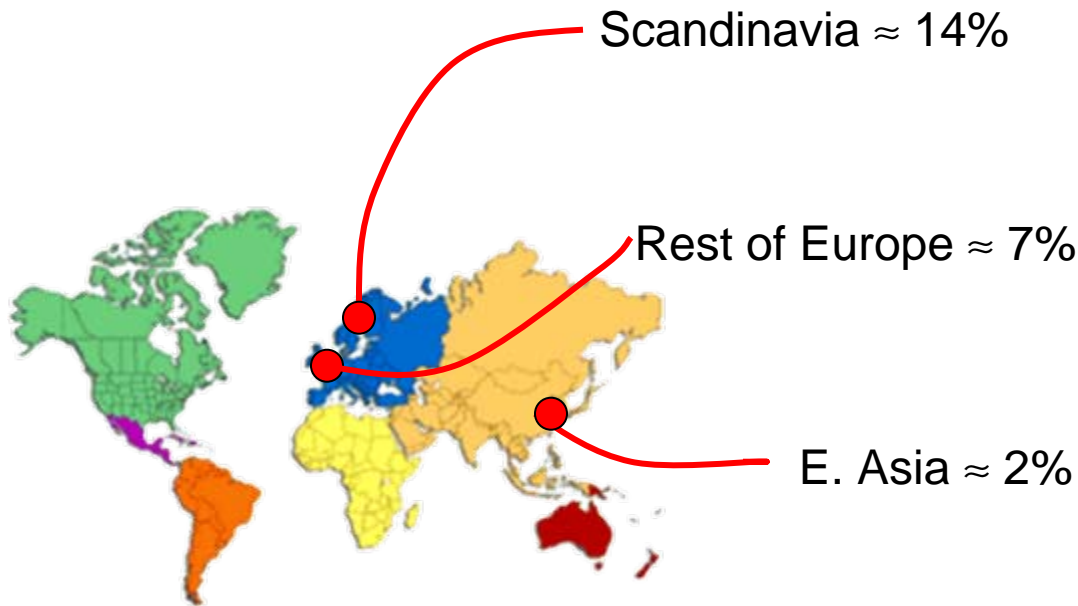 Scandinavia ≈ 14%
Rest of Europe ≈ 7%
E. Asia ≈ 2%